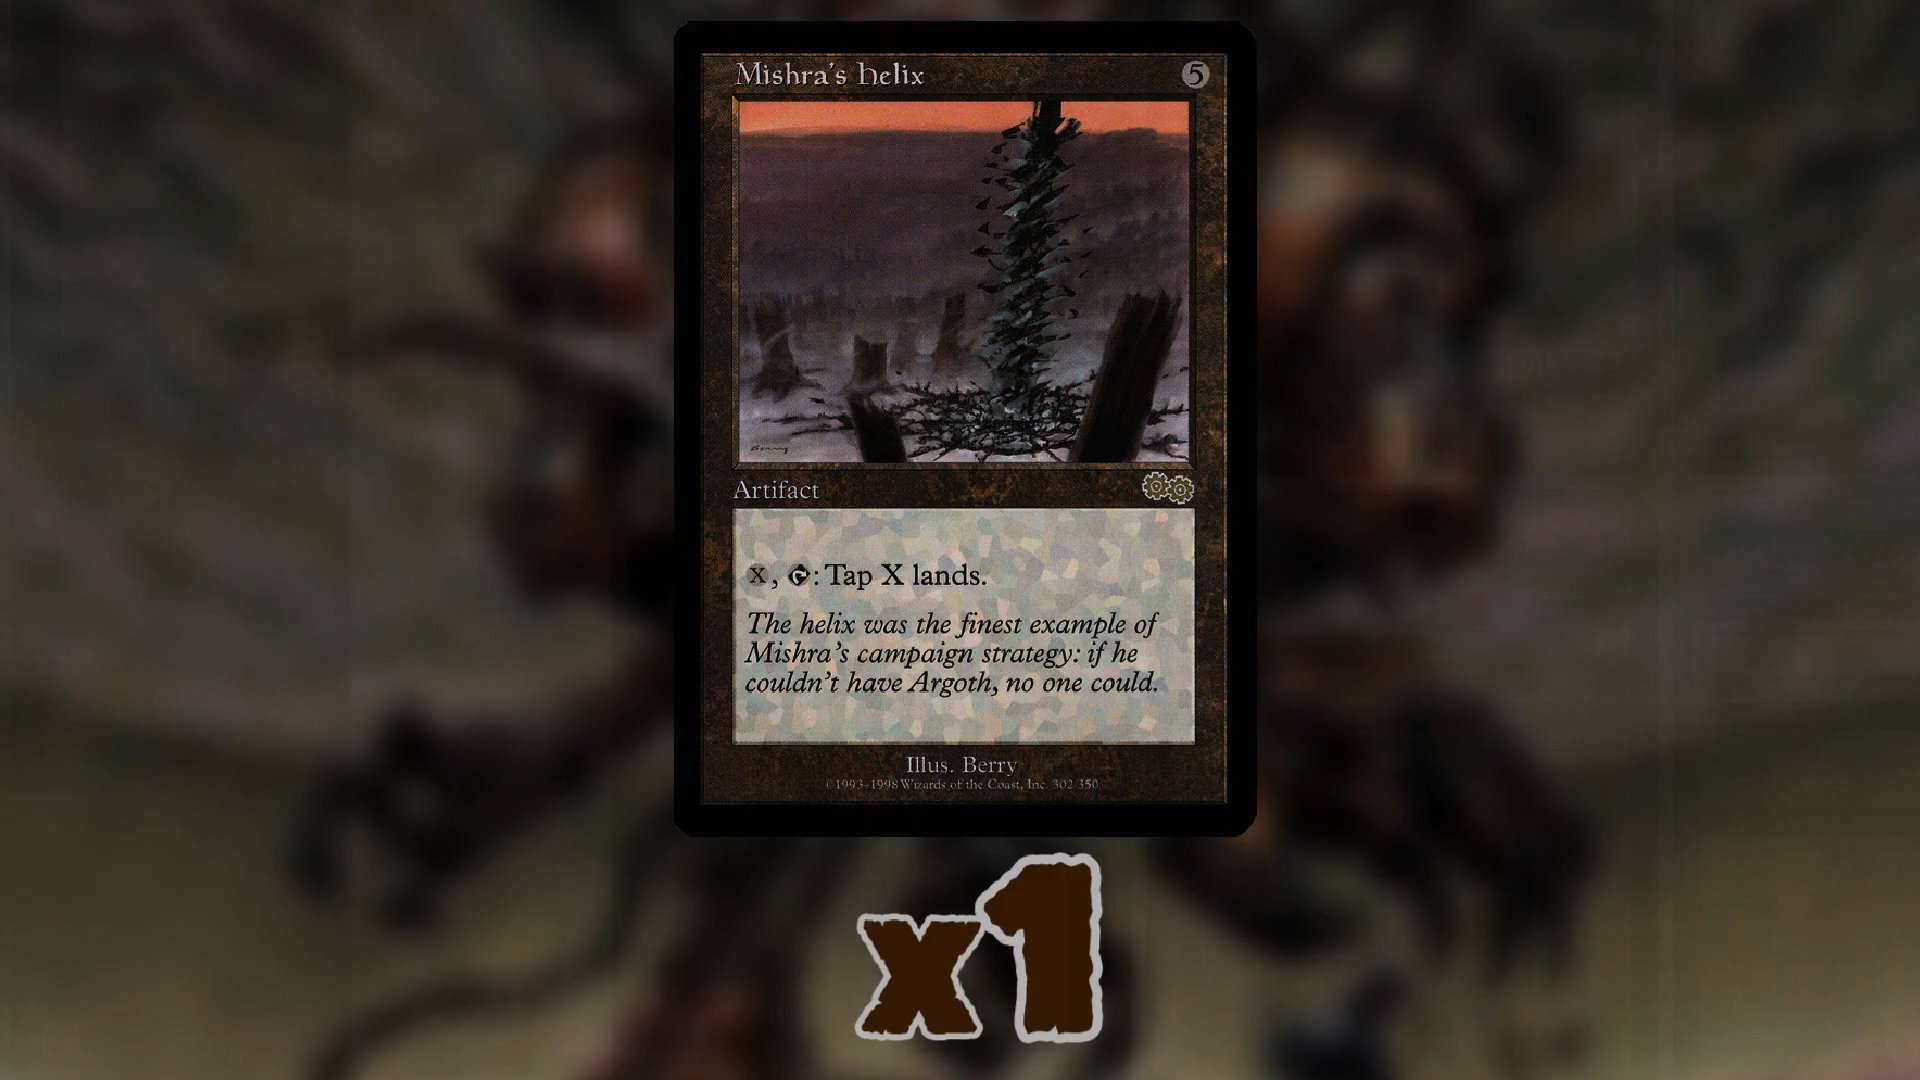 Mishra's Helix 5
Artifact
X, : Tap X lands.
The helix was the finest example of
Mishra's campaign strategy: if he
couldn't have Argoth, no one could.
Illus. Berry
©1993–1998 Wizards of the Coast, Inc. 302/350
x1